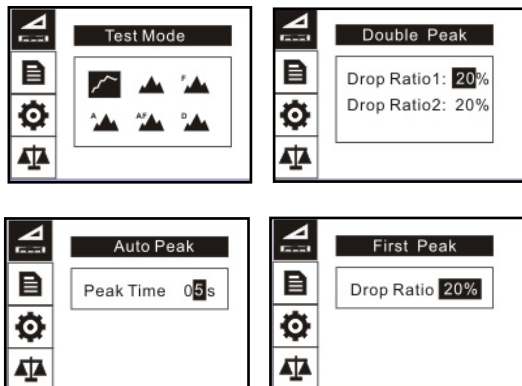 Test Mode
F
A AF D
Double Peak
Drop Ratio1: 20%
Drop Ratio2: 20%
Auto Peak
Peak Time 05s
First Peak
Drop Ratio 20%